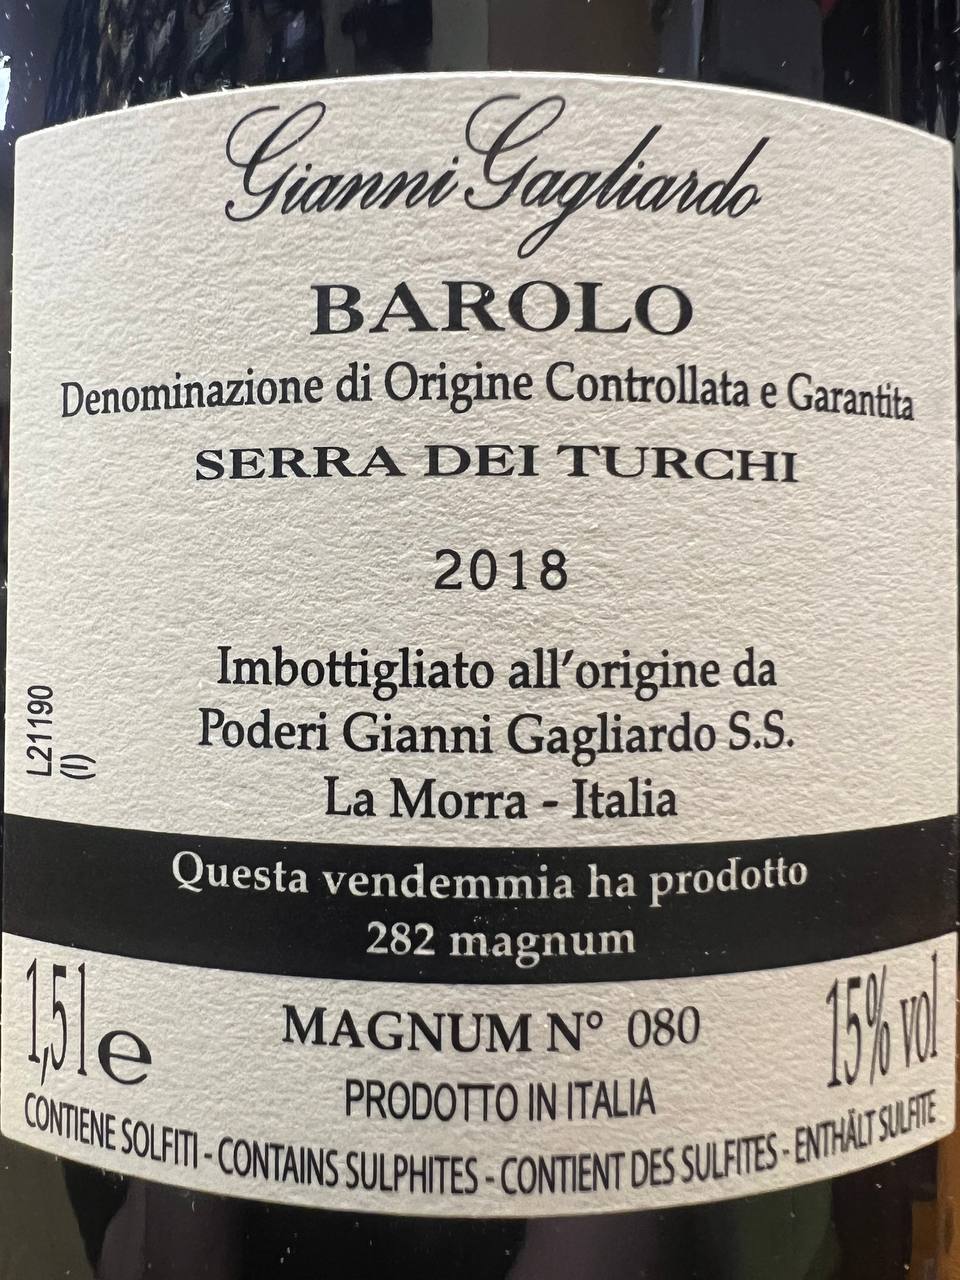 Gianni Gagliardo
BAROLO
Denominazione di Origine Controllata e Garantita
SERRA DEI TURCHI
2018
Imbottigliato all'origine da
Poderi Gianni Gagliardo S.S.
La Morra - Italia
L21190
(I)
Questa vendemmia ha prodotto
282 magnum
1,5 l e
MAGNUM N° 080
15% vol
PRODOTTO IN ITALIA
CONTIENE SOLFITI - CONTAINS SULPHITES - CONTIENT DES SULFITES - ENTHÄLT SULFITE